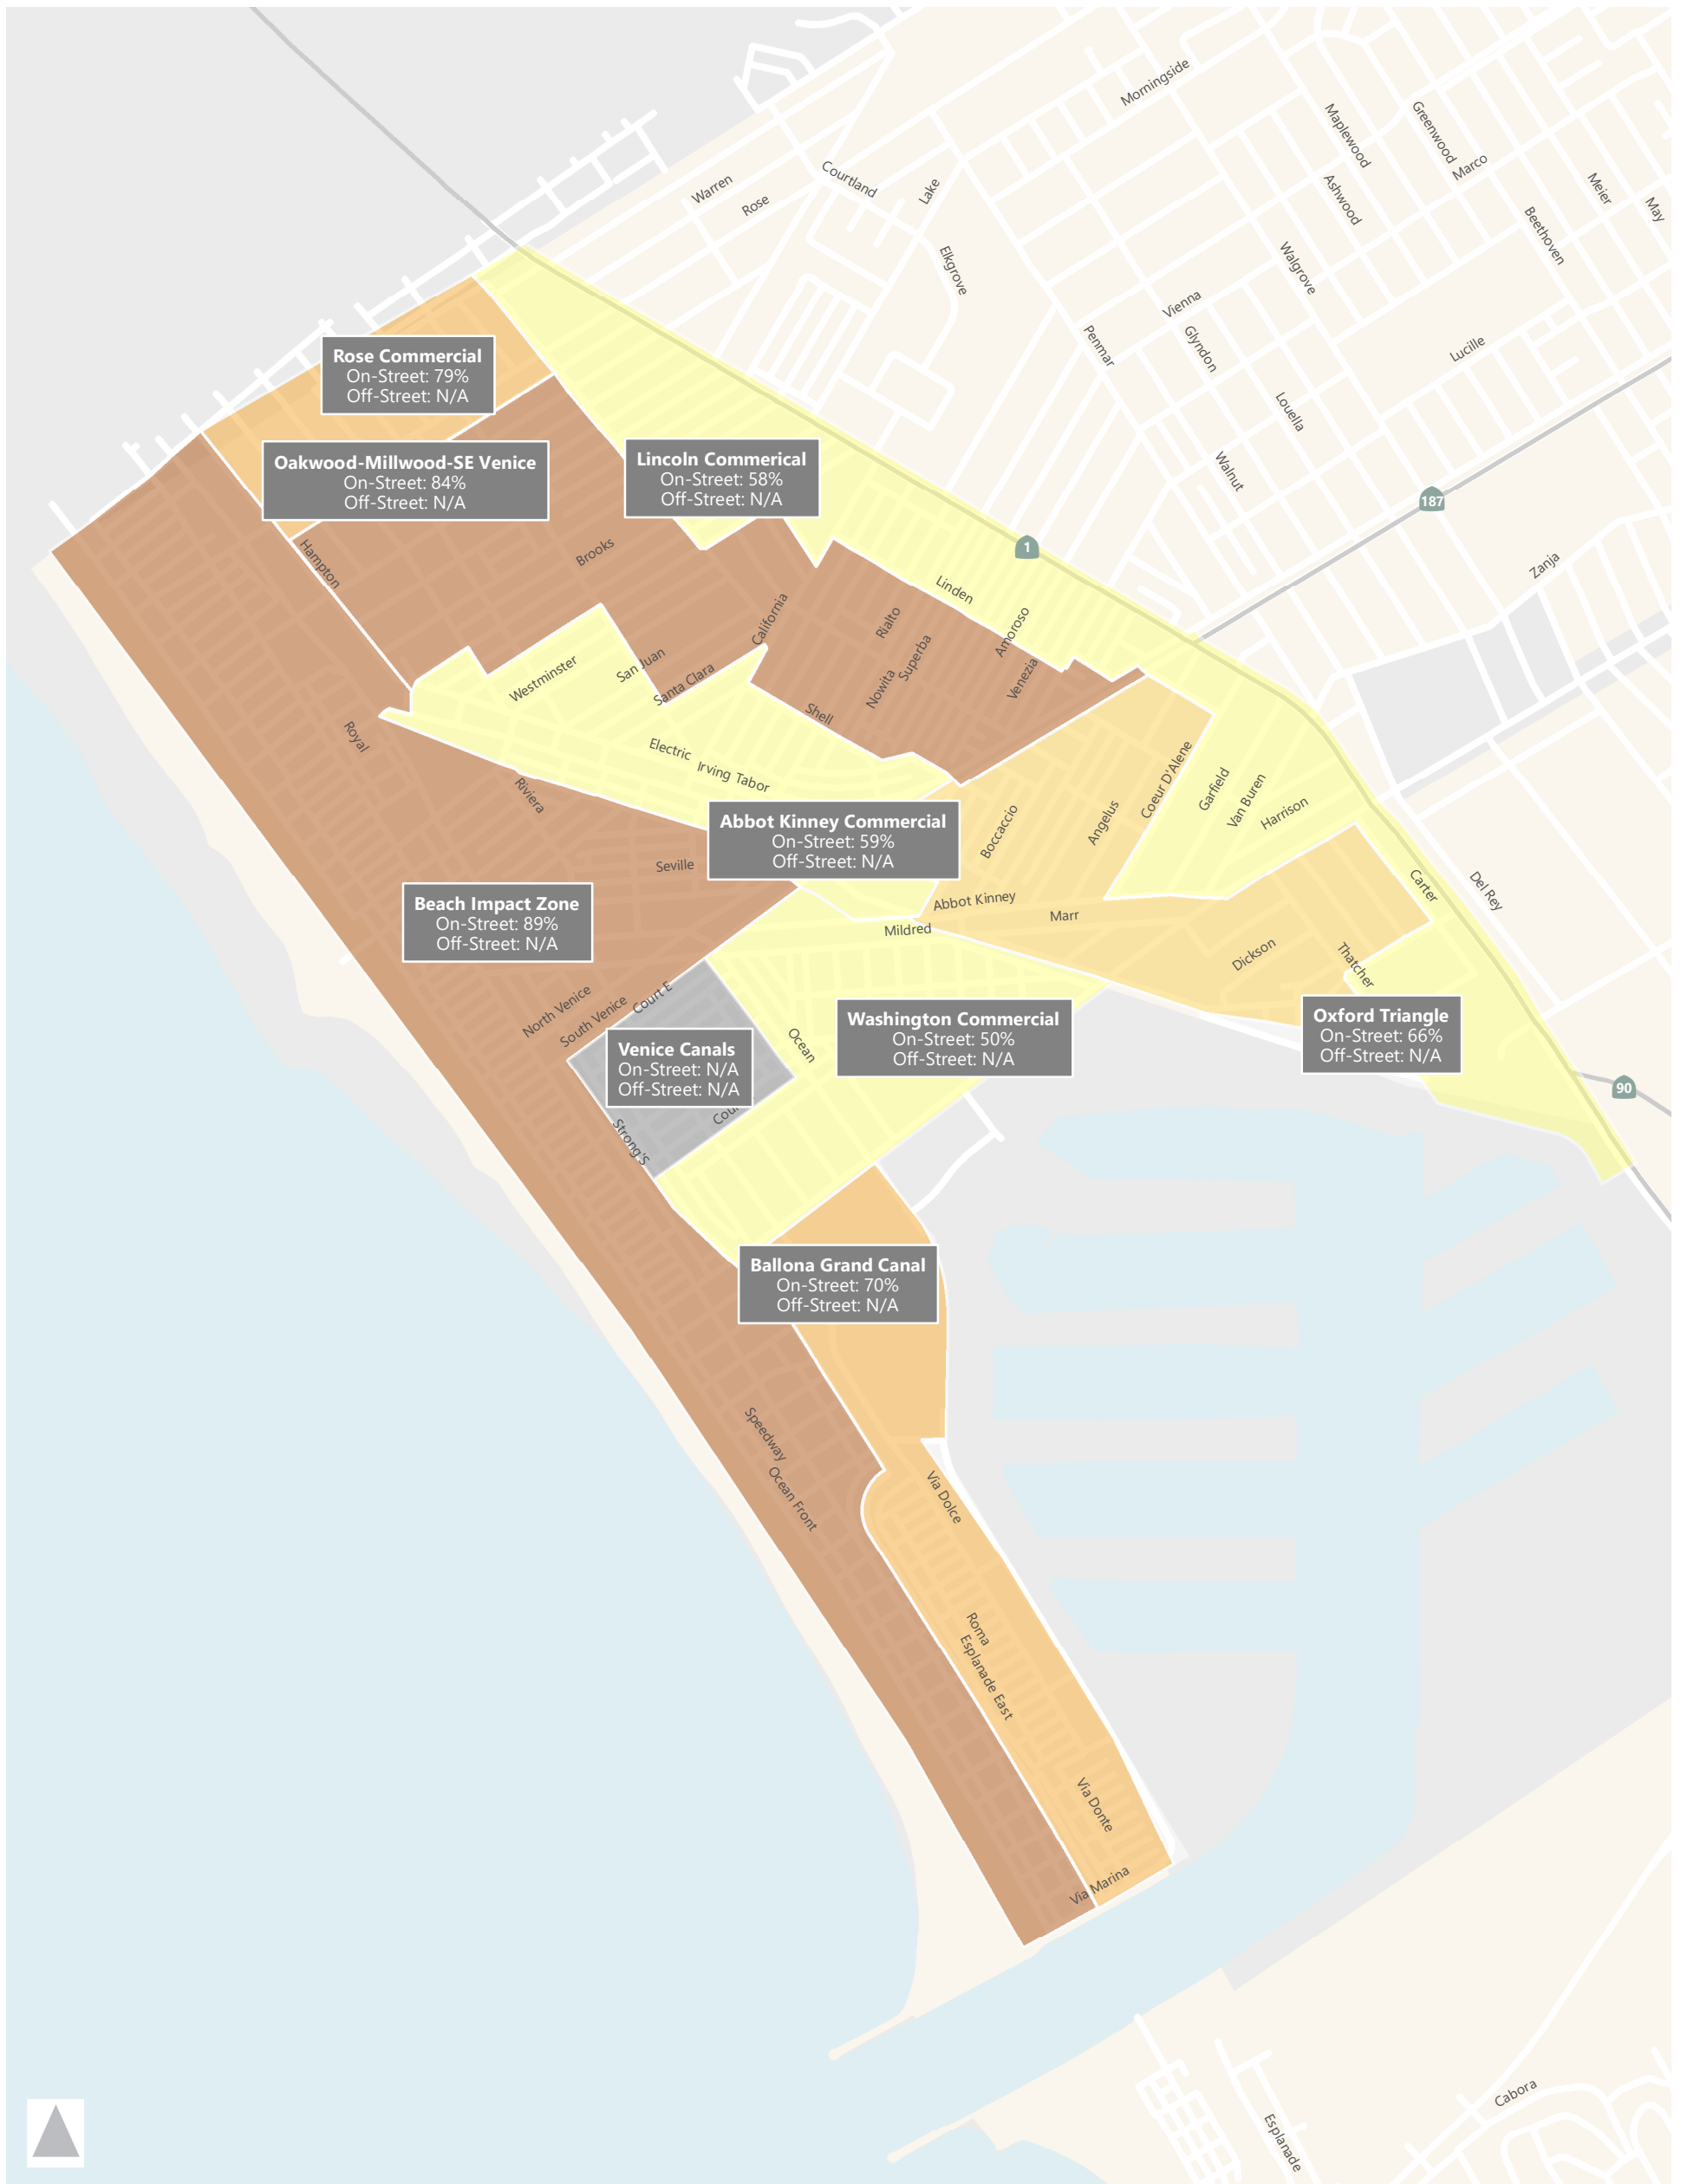 Morningside
Maplewood
Greenwood
Marco
Meier
May
Ashwood
Beethoven
Warren
Rose
Courtland
Lake
Elkgrove
Walgrove
Vienna
Glyndon
Penmar
Lucille
Louella
Walnut
187
1
Zanja
Rose Commercial
On-Street: 79%
Off-Street: N/A
Oakwood-Millwood-SE Venice
On-Street: 84%
Off-Street: N/A
Lincoln Commerical
On-Street: 58%
Off-Street: N/A
Hampton
Brooks
Linden
California
Rialto
Superba
Amoroso
Nowita
Venezia
Westminster
San Juan
Santa Clara
Shell
Royal
Electric
Irving Tabor
Riviera
Coeur D'Alene
Garfield
Van Buren
Harrison
Boccaccio
Angelus
Abbot Kinney Commercial
On-Street: 59%
Off-Street: N/A
Seville
Carter
Del Rey
Beach Impact Zone
On-Street: 89%
Off-Street: N/A
Abbot Kinney
Marr
Mildred
Dickson
Thatcher
North Venice
South Venice
Court E
Ocean
Washington Commercial
On-Street: 50%
Off-Street: N/A
Oxford Triangle
On-Street: 66%
Off-Street: N/A
Venice Canals
On-Street: N/A
Off-Street: N/A
90
Strong'S
Ballona Grand Canal
On-Street: 70%
Off-Street: N/A
Speedway
Ocean Front
Via Dolce
Roma
Esplanade East
Via Donte
Via Marina
Cabora
Esplanade